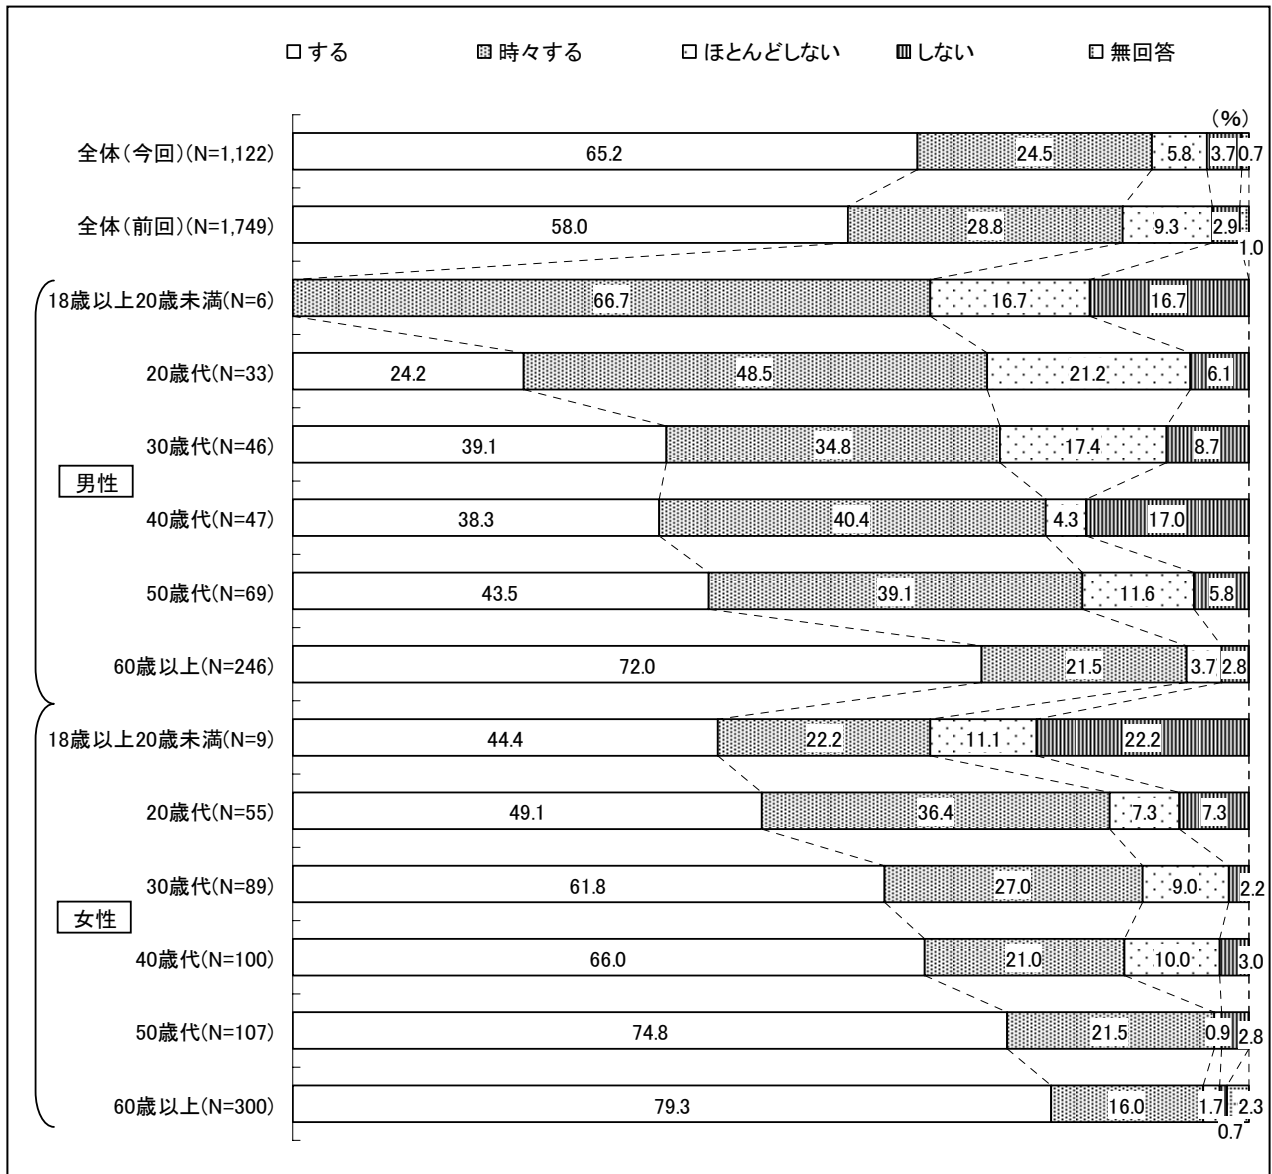 する 時々する ほとんどしない しない 無回答
(%)
全体(今回)(N=1,122) 65.2 24.5 5.8 3.7 0.7
全体(前回)(N=1,749) 58.0 28.8 9.3 2.9 1.0
男性
18歳以上20歳未満(N=6) 66.7 16.7 16.7
20歳代(N=33) 24.2 48.5 21.2 6.1
30歳代(N=46) 39.1 34.8 17.4 8.7
40歳代(N=47) 38.3 40.4 4.3 17.0
50歳代(N=69) 43.5 39.1 11.6 5.8
60歳以上(N=246) 72.0 21.5 3.7 2.8
女性
18歳以上20歳未満(N=9) 44.4 22.2 11.1 22.2
20歳代(N=55) 49.1 36.4 7.3 7.3
30歳代(N=89) 61.8 27.0 9.0 2.2
40歳代(N=100) 66.0 21.0 10.0 3.0
50歳代(N=107) 74.8 21.5 0.9 2.8
60歳以上(N=300) 79.3 16.0 1.7 0.7 2.3